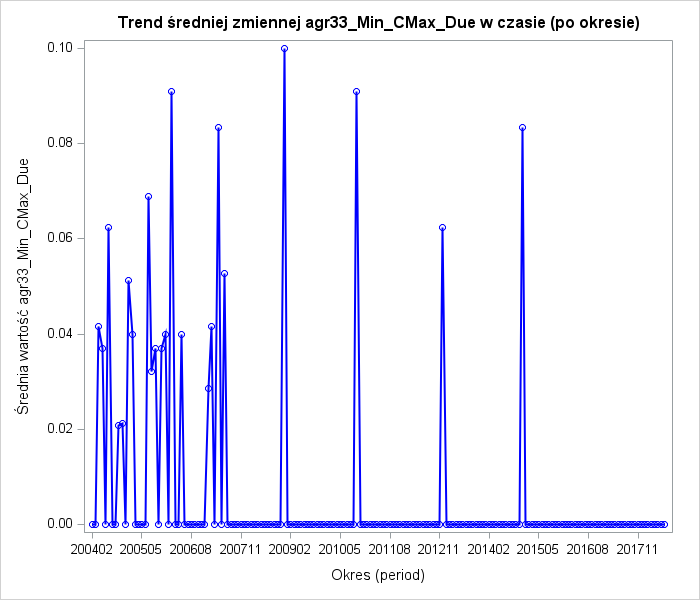 Trend średniej zmiennej agr33_Min_CMax_Due w czasie (po okresie)
Średnia wartość agr33_Min_CMax_Due
0.10
0.08
0.06
0.04
0.02
0.00
200402 200505 200608 200711 200902 201005 201108 201211 201402 201505 201608 201711
Okres (period)